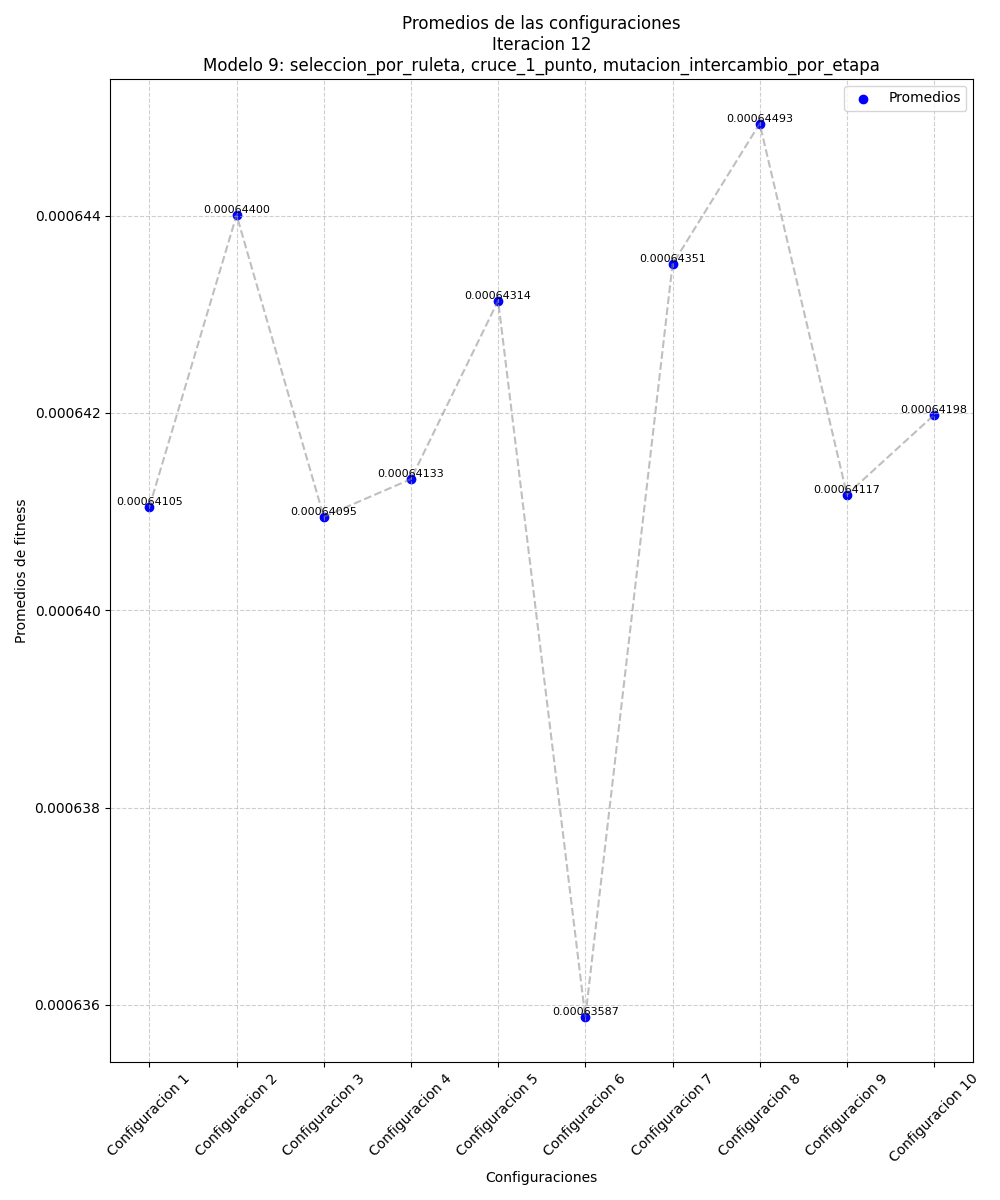 Promedios de las configuraciones
Iteracion 12
Modelo 9: seleccion_por_ruleta, cruce_1_punto, mutacion_intercambio_por_etapa
Promedios
0.00064493
0.00064400
0.00064351
0.00064314
0.00064198
0.00064133
0.00064117
0.00064105
0.00064095
0.00063587
0.000644
0.000642
0.000640
0.000638
0.000636
Promedios de fitness
Configuracion 1
Configuracion 2
Configuracion 3
Configuracion 4
Configuracion 5
Configuracion 6
Configuracion 7
Configuracion 8
Configuracion 9
Configuracion 10
Configuraciones